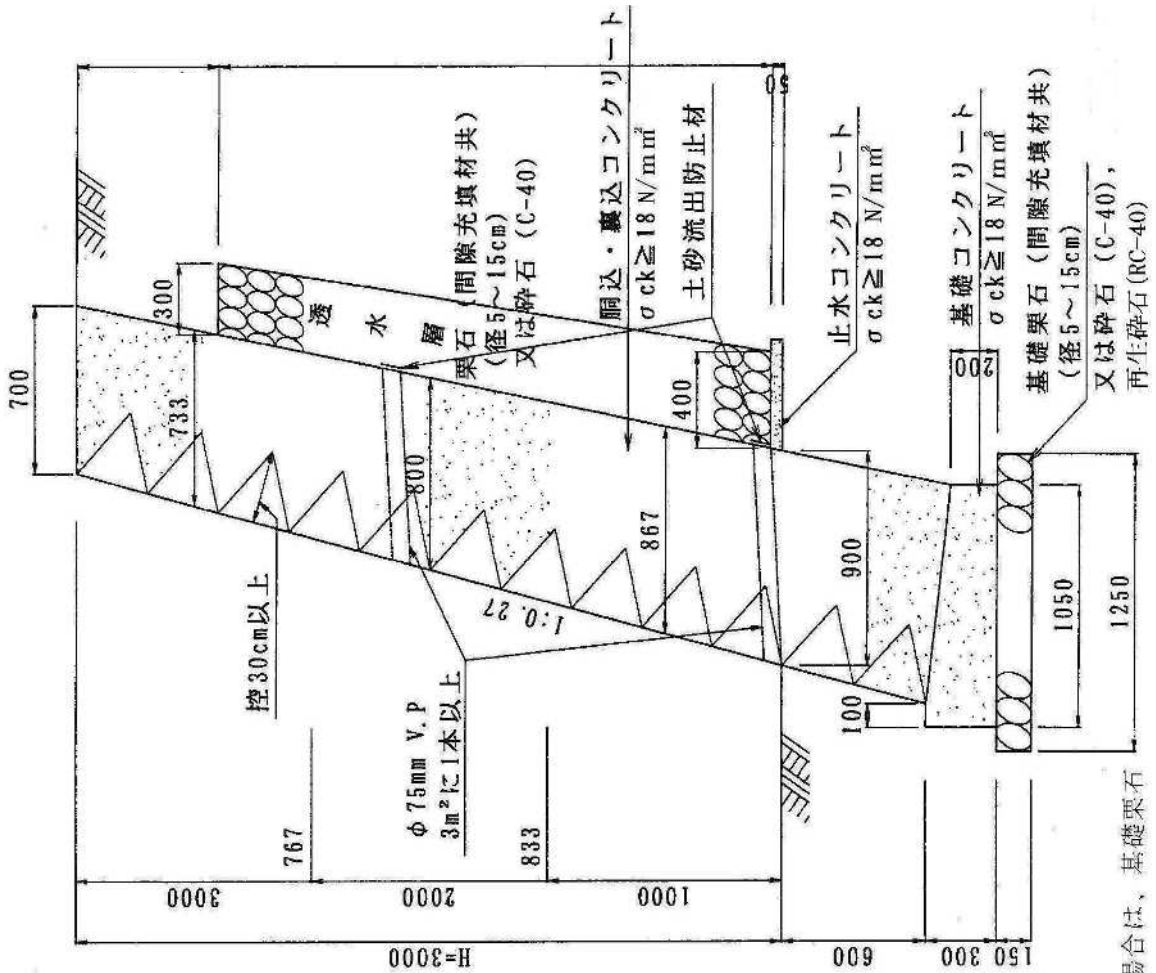 700
300
733
控30cm以上
透
水
層
栗石 (間隙充填材共)
(径5～15cm)
又は砕石 (C-40)
800
胴込・裏込コンクリート
σck≧18N/mm²
土砂流出防止材
50
400
1:0.27
867
φ75mm V.P
3m²に1本以上
767
833
3000
2000
1000
H=3000
止水コンクリート
σck≧18N/mm²
900
基礎コンクリート
σck≧18N/mm²
200
基礎栗石 (間隙充填材共)
(径5～15cm)
又は砕石 (C-40),
再生砕石(RC-40)
100
1050
1250
600
300
150
場合は、基礎栗石